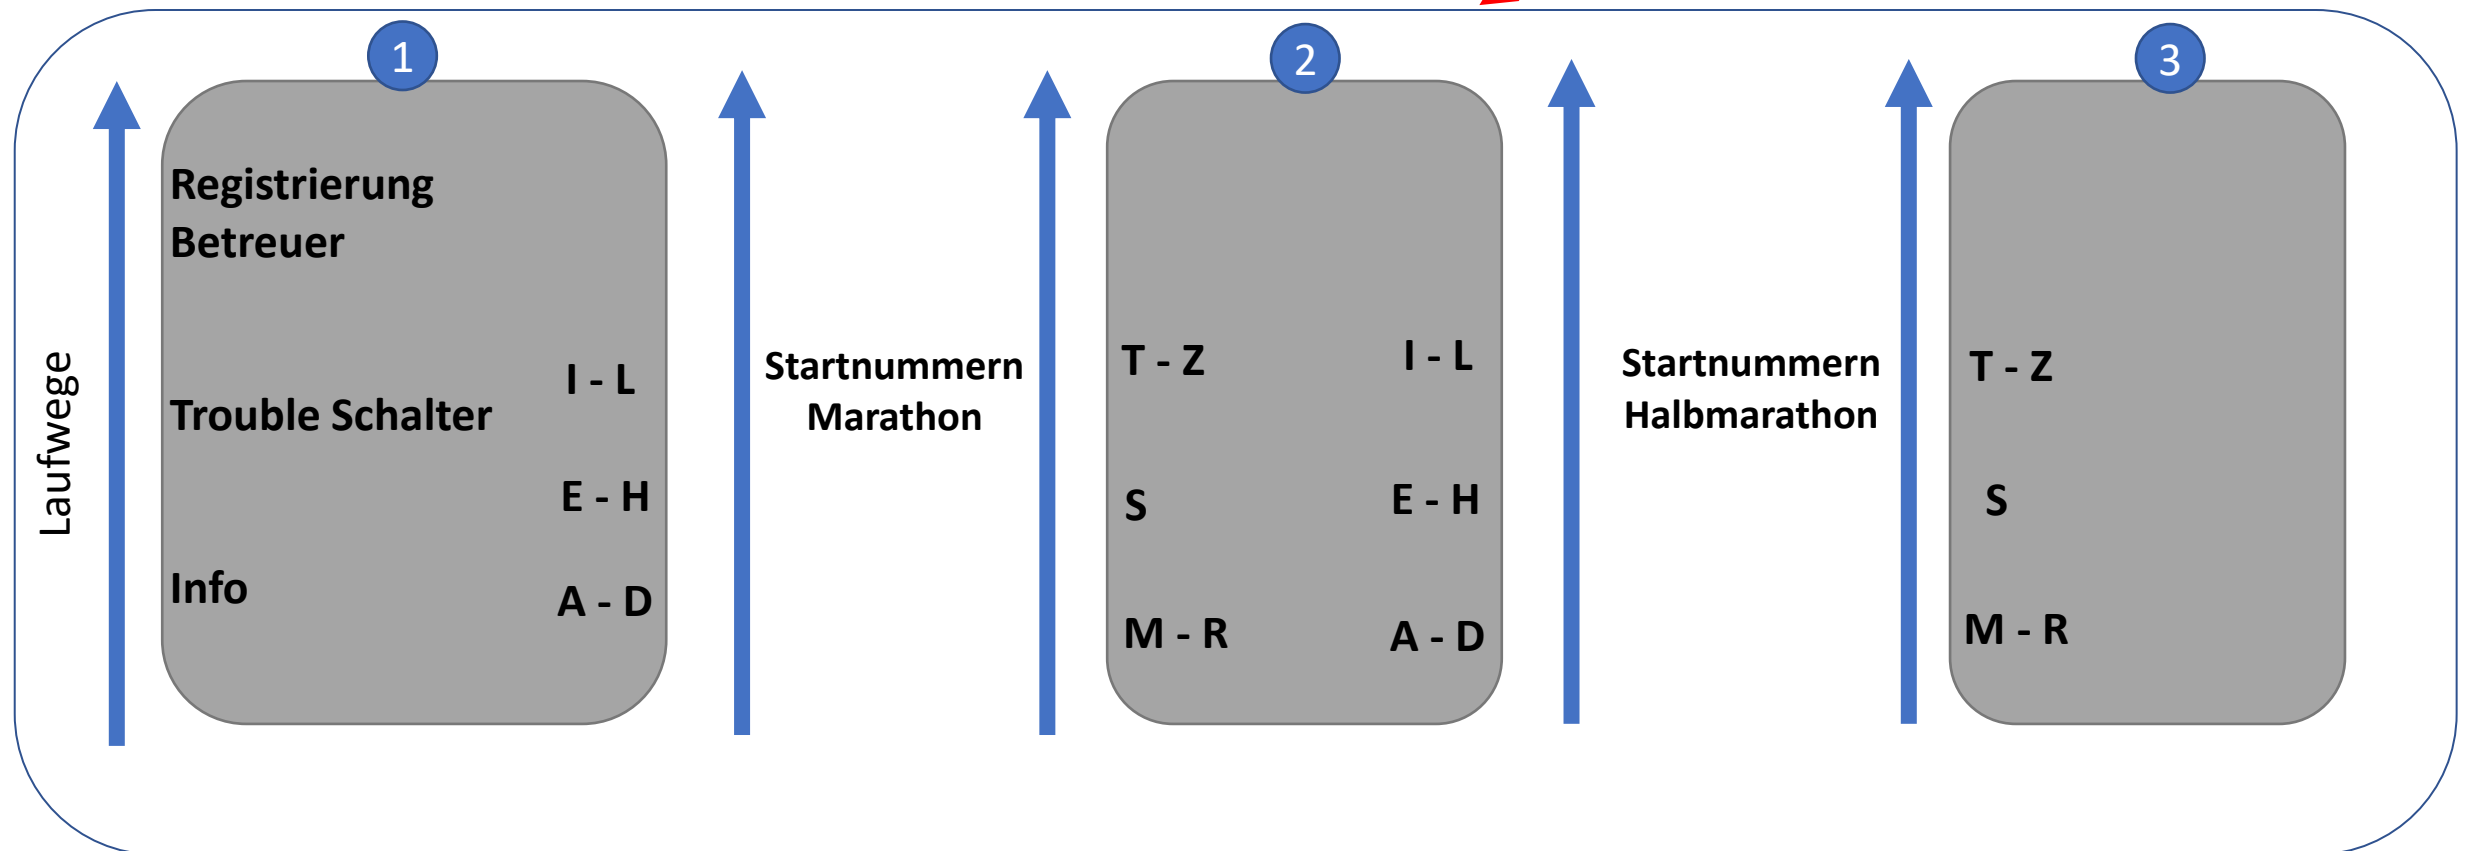 1
2
3
Laufwege
Registrierung
Betreuer
Trouble Schalter
Info
I - L
E - H
A - D
Startnummern
Marathon
T - Z
S
M - R
I - L
E - H
A - D
Startnummern
Halbmarathon
T - Z
S
M - R